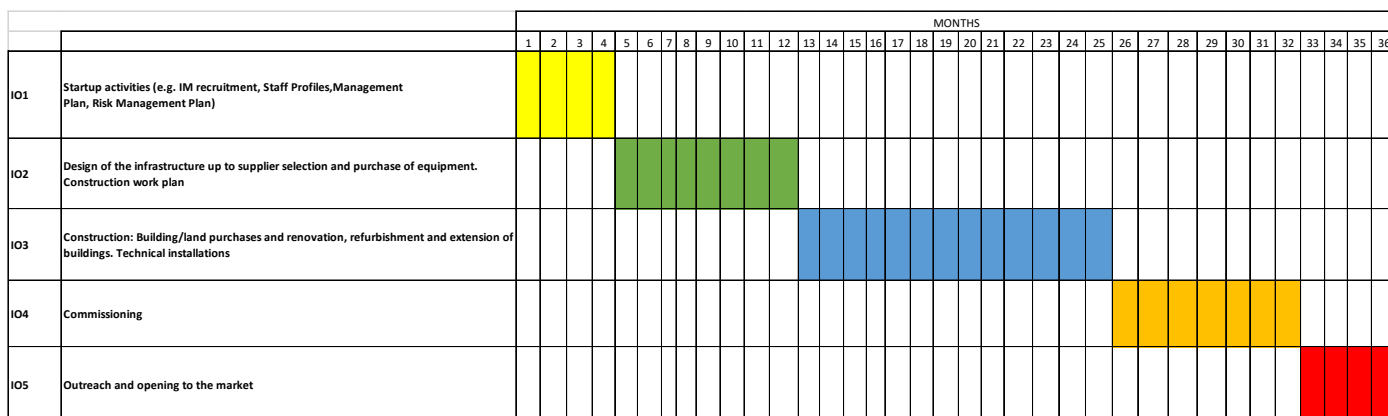 MONTHS
1 2 3 4 5 6 7 8 9 10 11 12 13 14 15 16 17 18 19 20 21 22 23 24 25 26 27 28 29 30 31 32 33 34 35 36
IO1 Startup activities (e.g. IM recruitment, Staff Profiles,Management
Plan, Risk Management Plan)
IO2 Design of the infrastructure up to supplier selection and purchase of equipment.
Construction work plan
IO3 Construction: Building/land purchases and renovation, refurbishment and extension of
buildings. Technical installations
IO4 Commissioning
IO5 Outreach and opening to the market